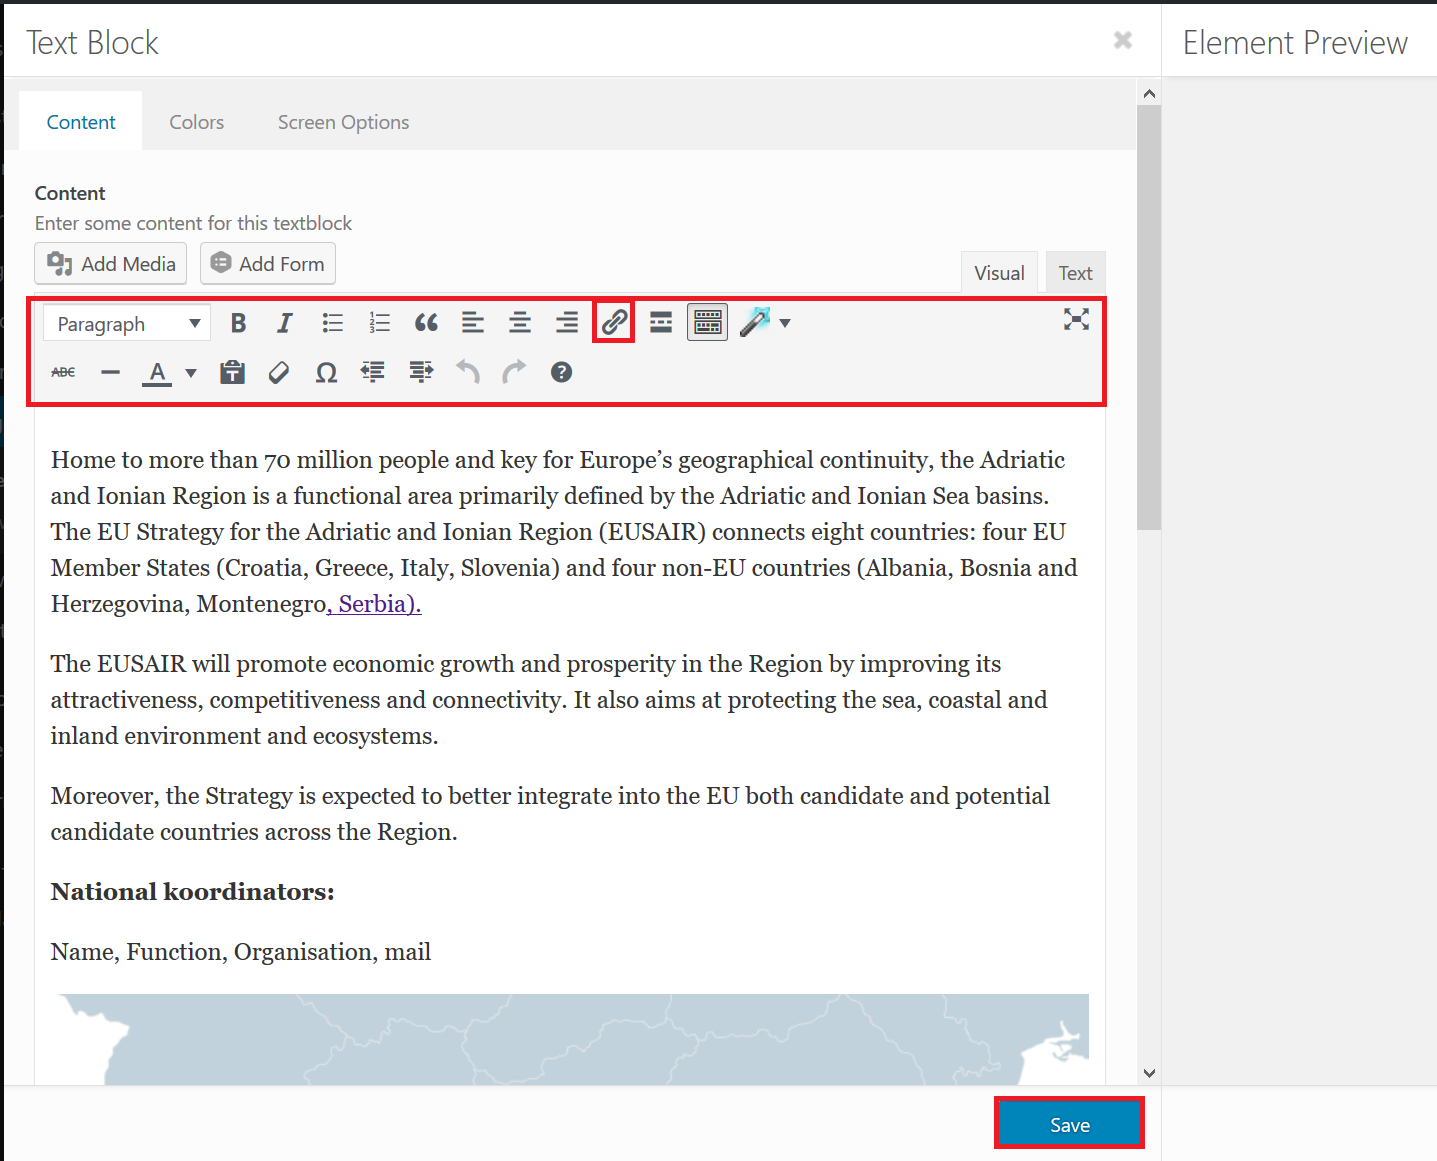 Text Block
Element Preview
Content Colors Screen Options
Content
Enter some content for this textblock
Add Media Add Form
Visual Text
Paragraph B I
ABC A T Ω ?
Home to more than 70 million people and key for Europe’s geographical continuity, the Adriatic
and Ionian Region is a functional area primarily defined by the Adriatic and Ionian Sea basins.
The EU Strategy for the Adriatic and Ionian Region (EUSAIR) connects eight countries: four EU
Member States (Croatia, Greece, Italy, Slovenia) and four non-EU countries (Albania, Bosnia and
Herzegovina, Montenegro, Serbia).
The EUSAIR will promote economic growth and prosperity in the Region by improving its
attractiveness, competitiveness and connectivity. It also aims at protecting the sea, coastal and
inland environment and ecosystems.
Moreover, the Strategy is expected to better integrate into the EU both candidate and potential
candidate countries across the Region.
National koordinators:
Name, Function, Organisation, mail
Save